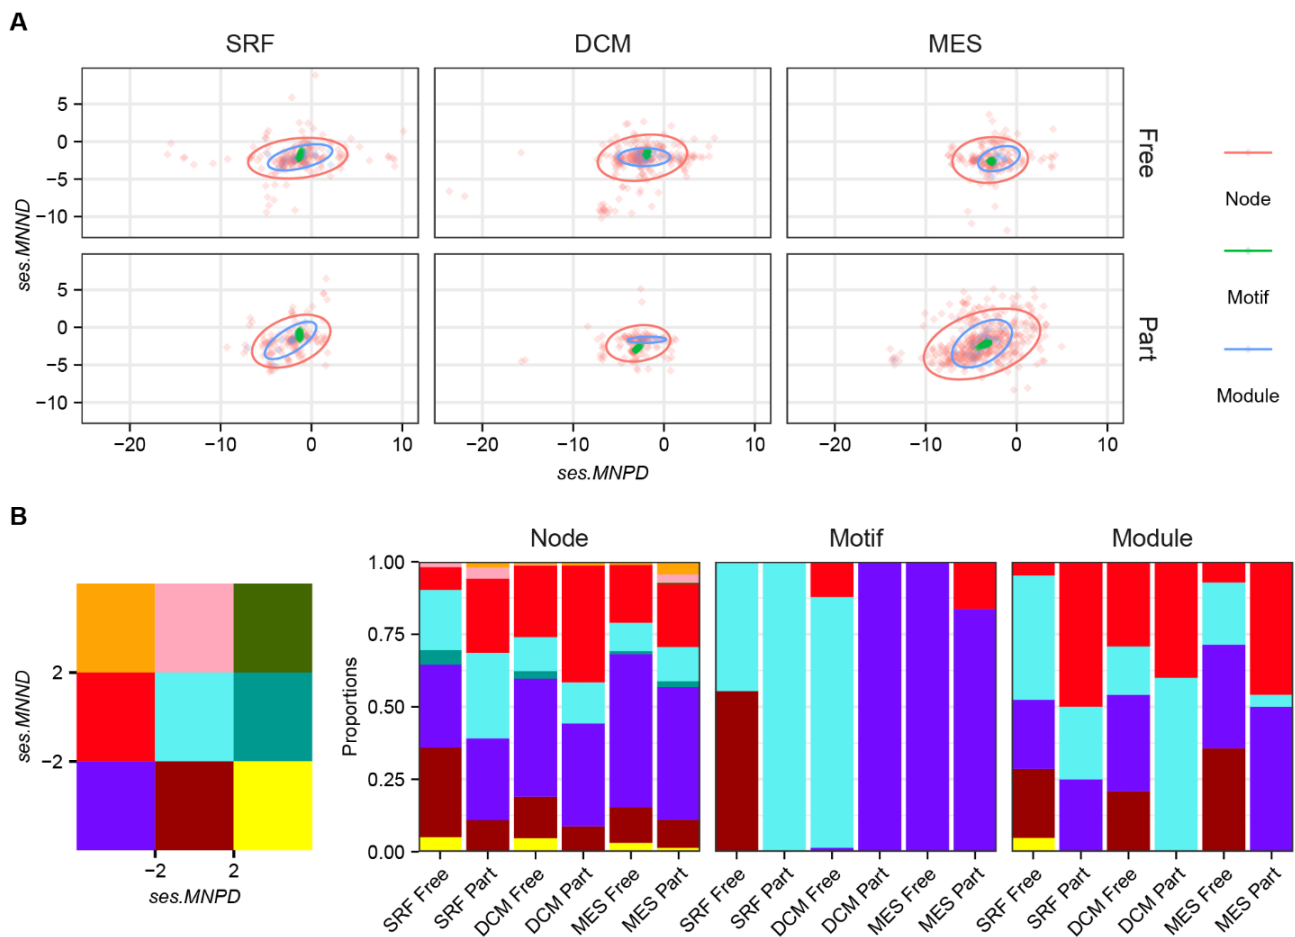 A
SRF DCM MES
5
0
−5
−10
Free
5
0
−5
−10
Part
ses.MNND
−20 −10 0 10 −20 −10 0 10 −20 −10 0 10
ses.MNPD
Node
Motif
Module
B
2
−2
ses.MNND
−2 2
ses.MNPD
Node Motif Module
1.00
0.75
0.50
0.25
0.00
Proportions
SRF Free SRF Part DCM Free DCM Part MES Free MES Part SRF Free SRF Part DCM Free DCM Part MES Free MES Part SRF Free SRF Part DCM Free DCM Part MES Free MES Part